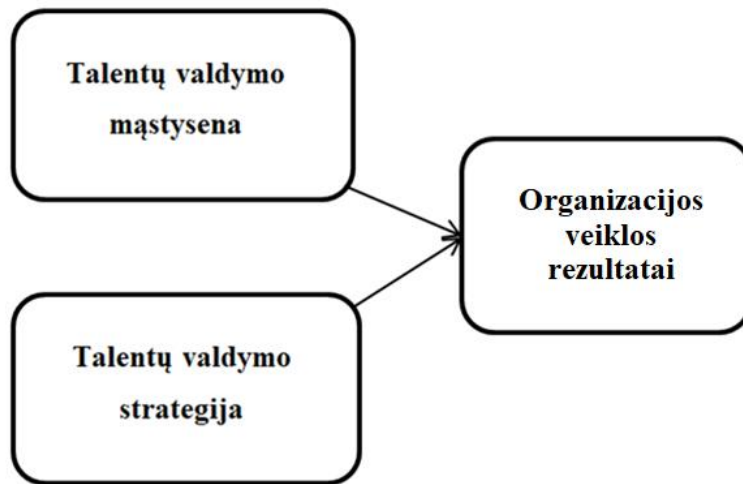 Talentų valdymo
mąstysena
Organizacijos
veiklos
rezultatai
Talentų valdymo
strategija